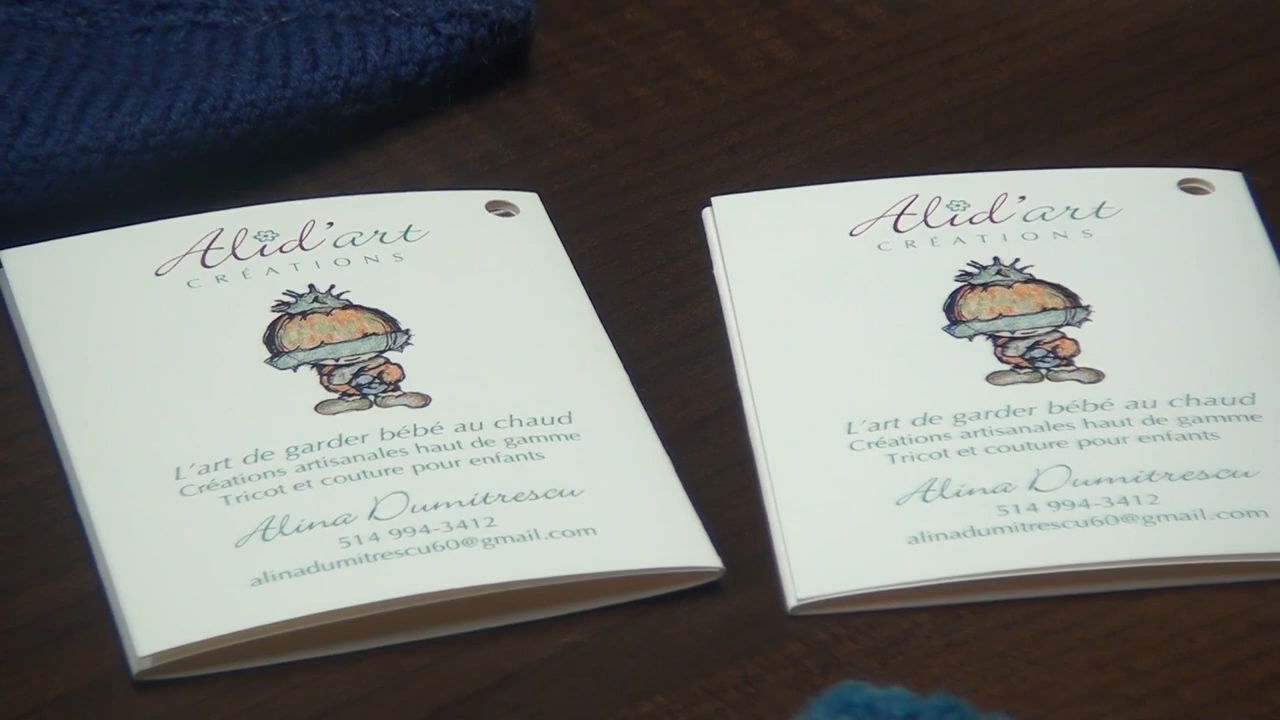 Alid'art
CRÉATIONS
L'art de garder bébé au chaud
Créations artisanales haut de gamme
Tricot et couture pour enfants
Alina Dumitrescu
514 994-3412
alinadumitrescu60@gmail.com
Alid'art
CRÉATIONS
L'art de garder bébé au chaud
Créations artisanales haut de gamme
Tricot et couture pour enfants
Alina Dumitrescu
514 994-3412
alinadumitrescu60@gmail.com